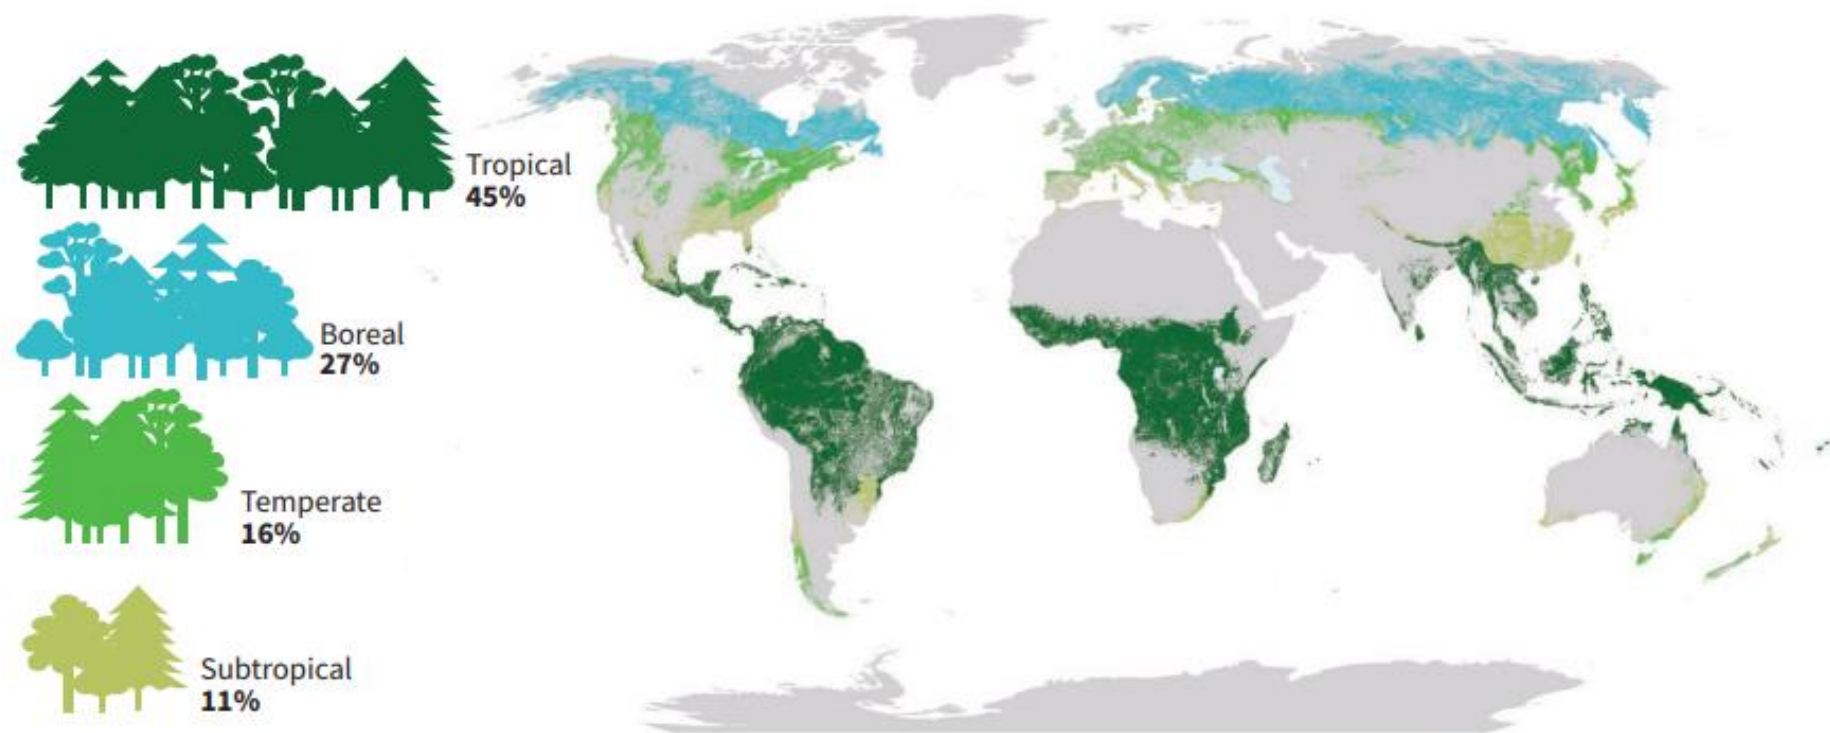 Tropical
45%
Boreal
27%
Temperate
16%
Subtropical
11%